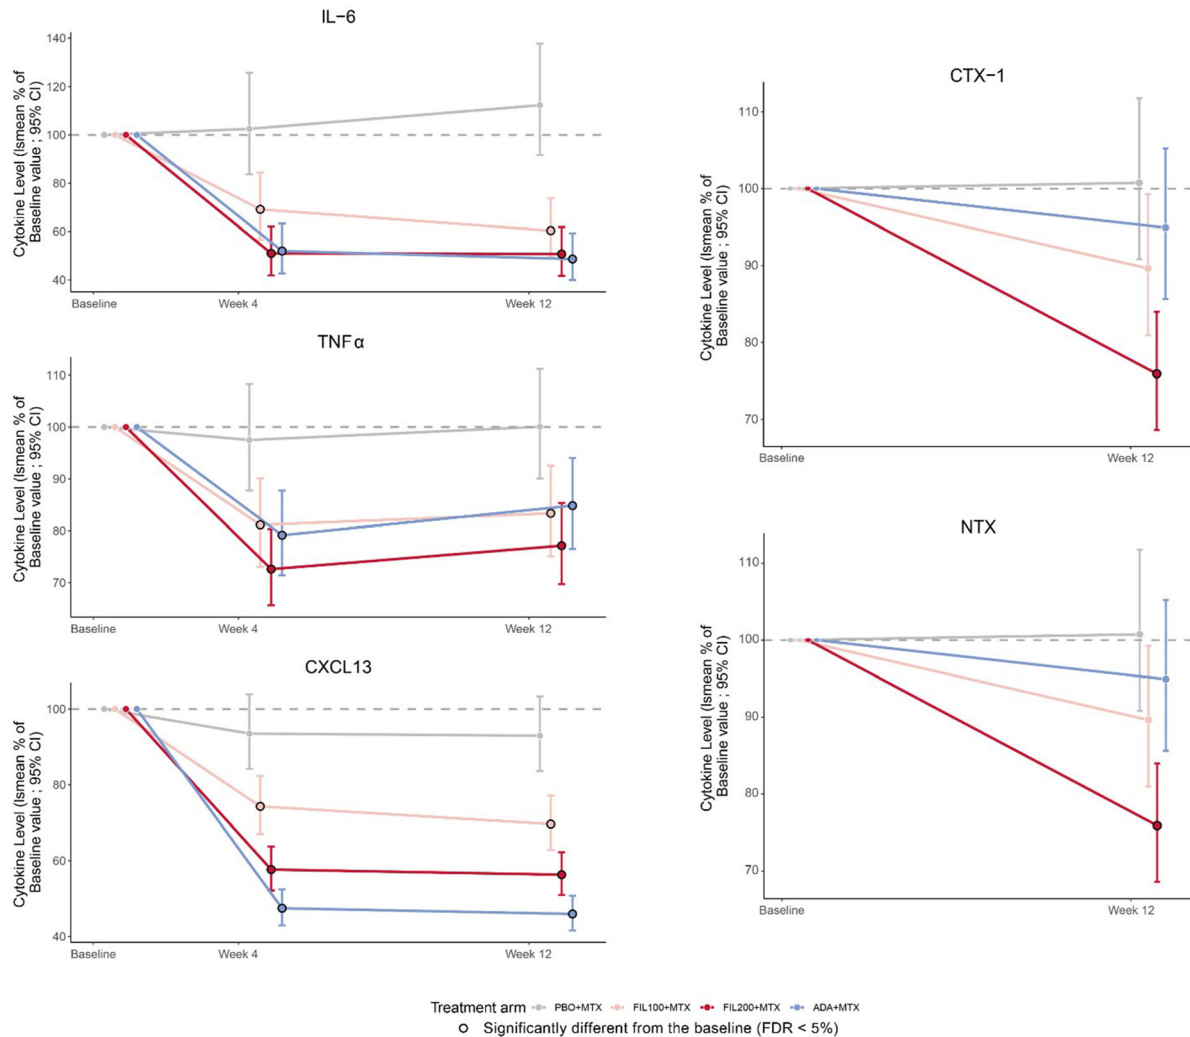 IL−6
Cytokine Level (lsmean % of
Baseline value ; 95% CI)
140
120
100
80
60
40
Baseline
Week 4
Week 12
TNFα
Cytokine Level (lsmean % of
Baseline value ; 95% CI)
110
100
90
80
70
Baseline
Week 4
Week 12
CXCL13
Cytokine Level (lsmean % of
Baseline value ; 95% CI)
100
80
60
40
Baseline
Week 4
Week 12
CTX−1
Cytokine Level (lsmean % of
Baseline value ; 95% CI)
110
100
90
80
70
Baseline
Week 12
NTX
Cytokine Level (lsmean % of
Baseline value ; 95% CI)
110
100
90
80
70
Baseline
Week 12
Treatment arm PBO+MTX FIL100+MTX FIL200+MTX ADA+MTX
Significantly different from the baseline (FDR < 5%)